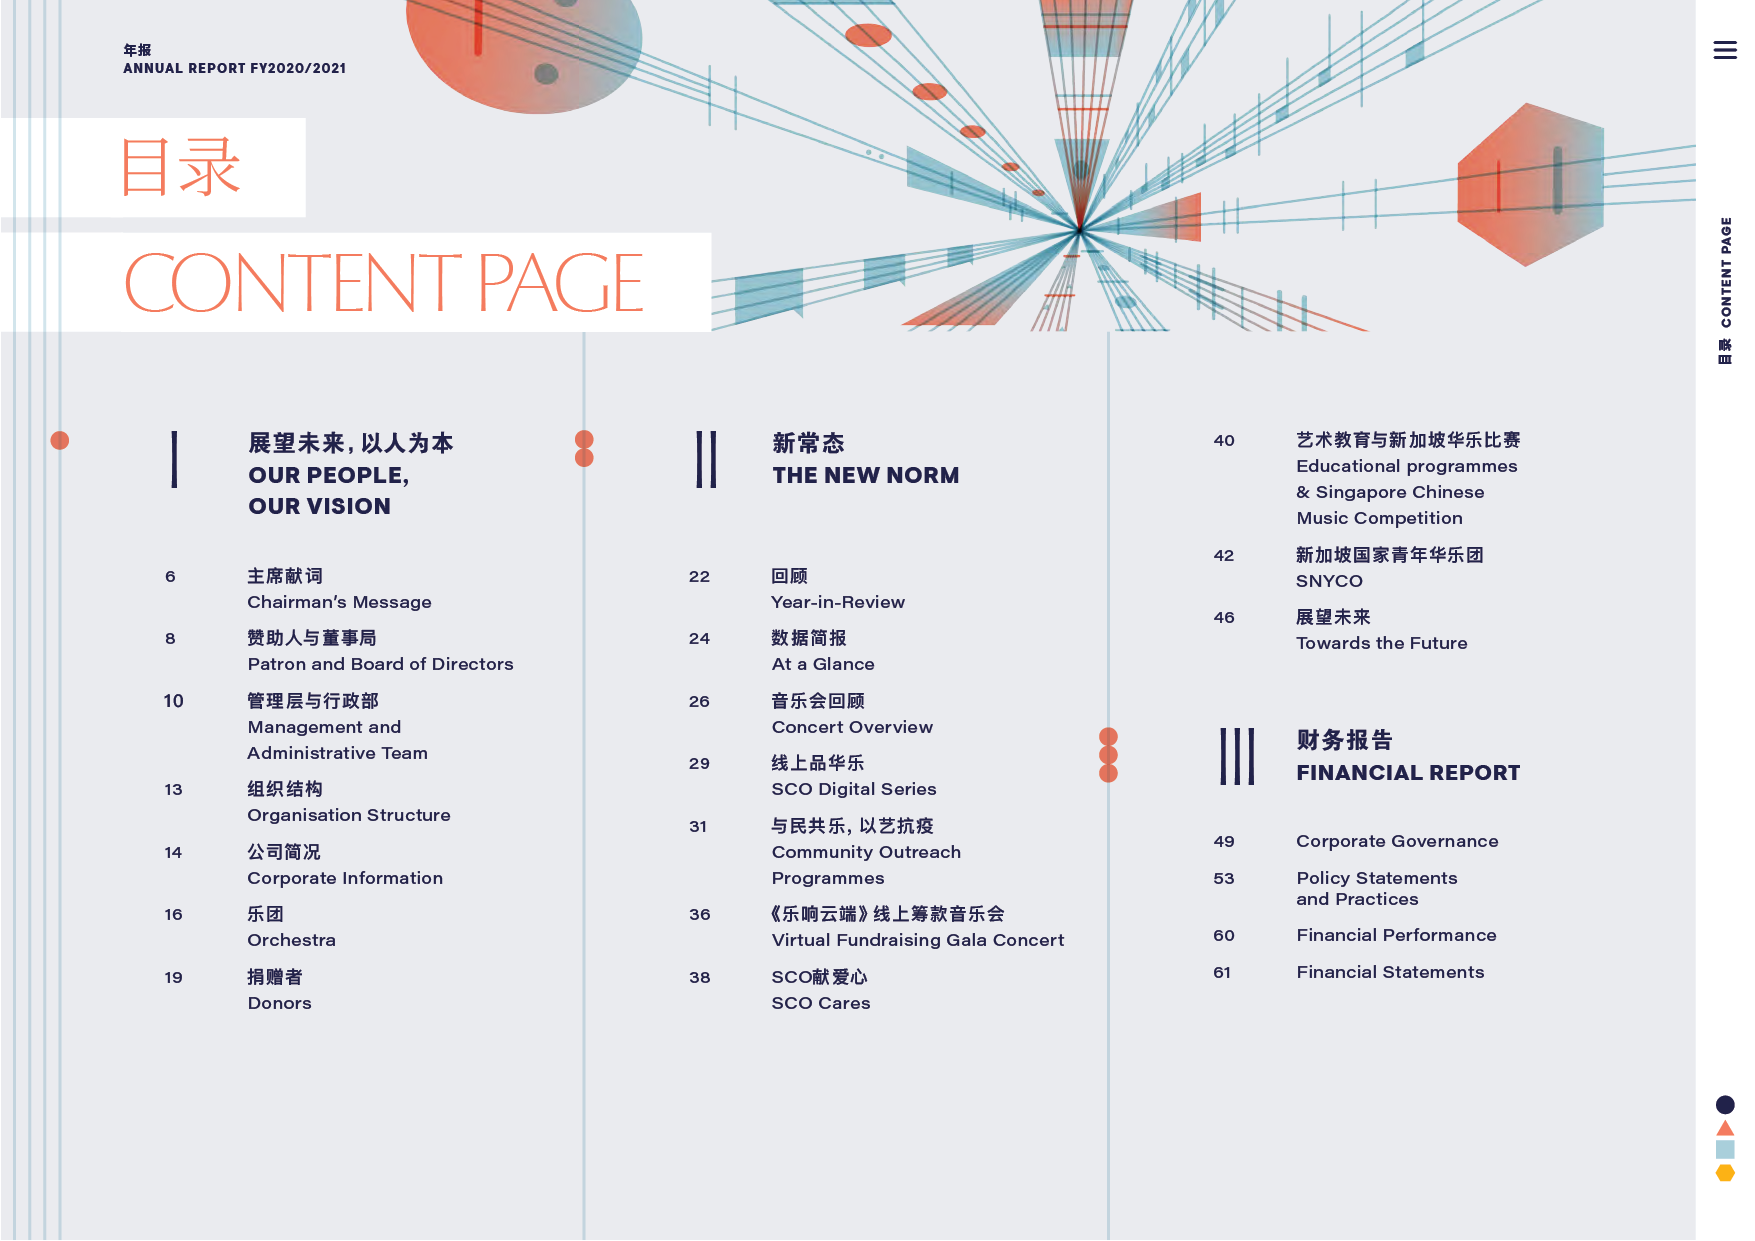 年报
ANNUAL REPORT FY2020/2021
目录
CONTENT PAGE
I
展望未来，以人为本
OUR PEOPLE,
OUR VISION
6 主席献词
Chairman’s Message
8 赞助人与董事局
Patron and Board of Directors
10 管理层与行政部
Management and
Administrative Team
13 组织结构
Organisation Structure
14 公司简况
Corporate Information
16 乐团
Orchestra
19 捐赠者
Donors
II
新常态
THE NEW NORM
22 回顾
Year-in-Review
24 数据简报
At a Glance
26 音乐会回顾
Concert Overview
29 线上品华乐
SCO Digital Series
31 与民共乐，以艺抗疫
Community Outreach
Programmes
36 《乐响云端》线上筹款音乐会
Virtual Fundraising Gala Concert
38 SCO献爱心
SCO Cares
40 艺术教育与新加坡华乐比赛
Educational programmes
& Singapore Chinese
Music Competition
42 新加坡国家青年华乐团
SNYCO
46 展望未来
Towards the Future
III
财务报告
FINANCIAL REPORT
49 Corporate Governance
53 Policy Statements
and Practices
60 Financial Performance
61 Financial Statements
目录 CONTENT PAGE